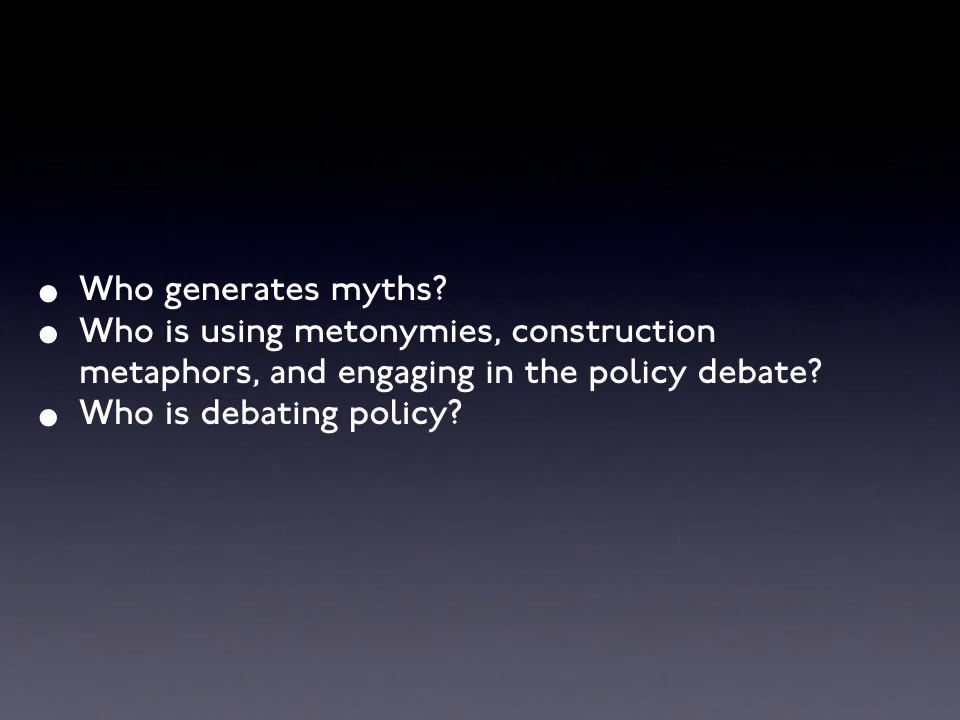 • Who generates myths?
• Who is using metonymies, construction
metaphors, and engaging in the policy debate?
• Who is debating policy?